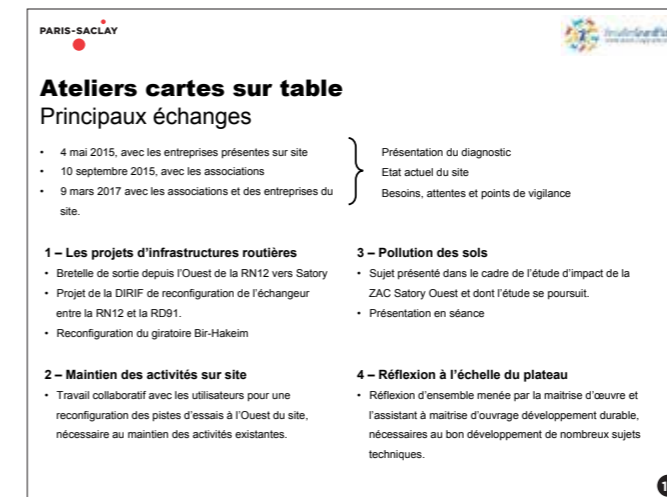 PARIS-SACLAY
Ateliers cartes sur table
Principaux échanges
• 4 mai 2015, avec les entreprises présentes sur site
• 10 septembre 2015, avec les associations
• 9 mars 2017 avec les associations et des entreprises du
site.
Présentation du diagnostic
Etat actuel du site
Besoins, attentes et points de vigilance
1 – Les projets d'infrastructures routières
• Bretelle de sortie depuis l'Ouest de la RN12 vers Satory
• Projet de la DIRIF de reconfiguration de l'échangeur
entre la RN12 et la RD91.
• Reconfiguration du giratoire Bir-Hakeim
2 – Maintien des activités sur site
• Travail collaboratif avec les utilisateurs pour une
reconfiguration des pistes d'essais à l'Ouest du site,
nécessaire au maintien des activités existantes.
3 – Pollution des sols
• Sujet présenté dans le cadre de l'étude d'impact de la
ZAC Satory Ouest et dont l'étude se poursuit.
• Présentation en séance
4 – Réflexion à l'échelle du plateau
• Réflexion d'ensemble menée par la maitrise d'œuvre et
l'assistant à maitrise d'ouvrage développement durable,
nécessaires au bon développement de nombreux sujets
techniques.